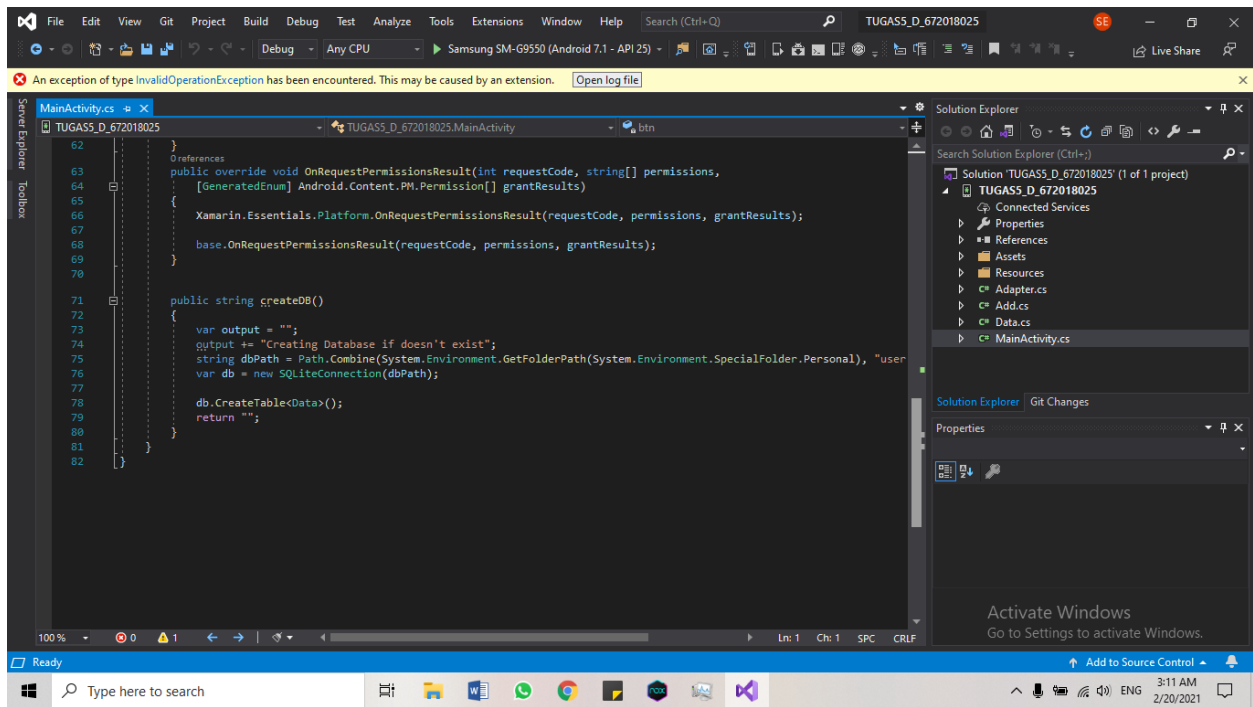 File Edit View Git Project Build Debug Test Analyze Tools Extensions Window Help Search (Ctrl+Q) TUGAS5_D_672018025 SE
Debug Any CPU Samsung SM-G9550 (Android 7.1 - API 25) Live Share
An exception of type InvalidOperationException has been encountered. This may be caused by an extension. Open log file
Server Explorer
Toolbox
MainActivity.cs
TUGAS5_D_672018025 TUGAS5_D_672018025.MainActivity btn
62 }
0 references
63 public override void OnRequestPermissionsResult(int requestCode, string[] permissions,
64 [GeneratedEnum] Android.Content.PM.Permission[] grantResults)
65 {
66 Xamarin.Essentials.Platform.OnRequestPermissionsResult(requestCode, permissions, grantResults);
67
68 base.OnRequestPermissionsResult(requestCode, permissions, grantResults);
69 }
70
71 public string createDB()
72 {
73 var output = "";
74 output += "Creating Database if doesn't exist";
75 string dbPath = Path.Combine(System.Environment.GetFolderPath(System.Environment.SpecialFolder.Personal), "user
76 var db = new SQLiteConnection(dbPath);
77
78 db.CreateTable<Data>();
79 return "";
80 }
81 }
82 }
100 % 0 1 Ln: 1 Ch: 1 SPC CRLF
Solution Explorer
Search Solution Explorer (Ctrl+;)
Solution 'TUGAS5_D_672018025' (1 of 1 project)
TUGAS5_D_672018025
Connected Services
Properties
References
Assets
Resources
C# Adapter.cs
C# Add.cs
C# Data.cs
C# MainActivity.cs
Solution Explorer Git Changes
Properties
Activate Windows
Go to Settings to activate Windows.
Ready Add to Source Control
Type here to search ENG 3:11 AM
2/20/2021